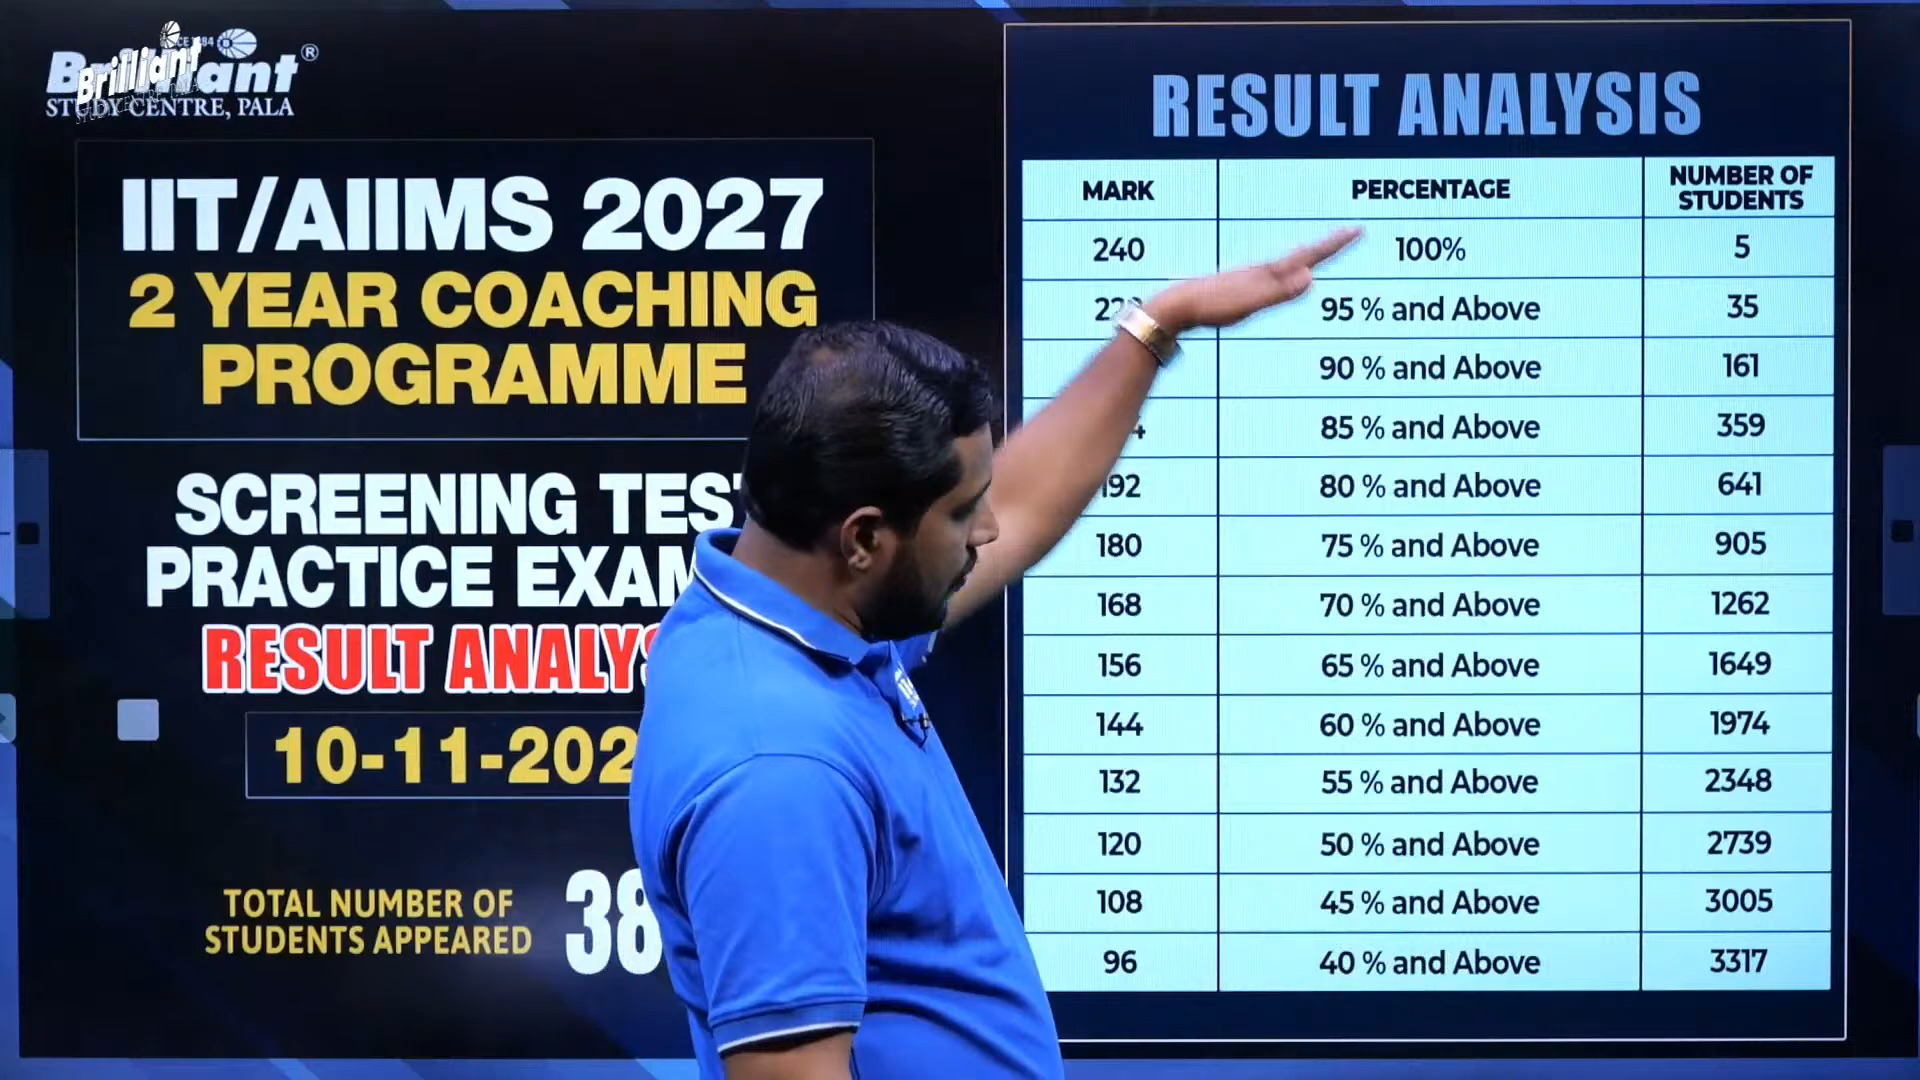 Brilliant
STUDY CENTRE, PALA
IIT/AIIMS 2027
2 YEAR COACHING
PROGRAMME
SCREENING TEST
PRACTICE EXAM
RESULT
10-11-202
TOTAL NUMBER OF
STUDENTS APPEARED
38
RESULT ANALYSIS
MARK PERCENTAGE NUMBER OF STUDENTS
240 100% 5
95 % and Above 35
90 % and Above 161
85 % and Above 359
192 80 % and Above 641
180 75 % and Above 905
168 70 % and Above 1262
156 65 % and Above 1649
144 60 % and Above 1974
132 55 % and Above 2348
120 50 % and Above 2739
108 45 % and Above 3005
96 40 % and Above 3317